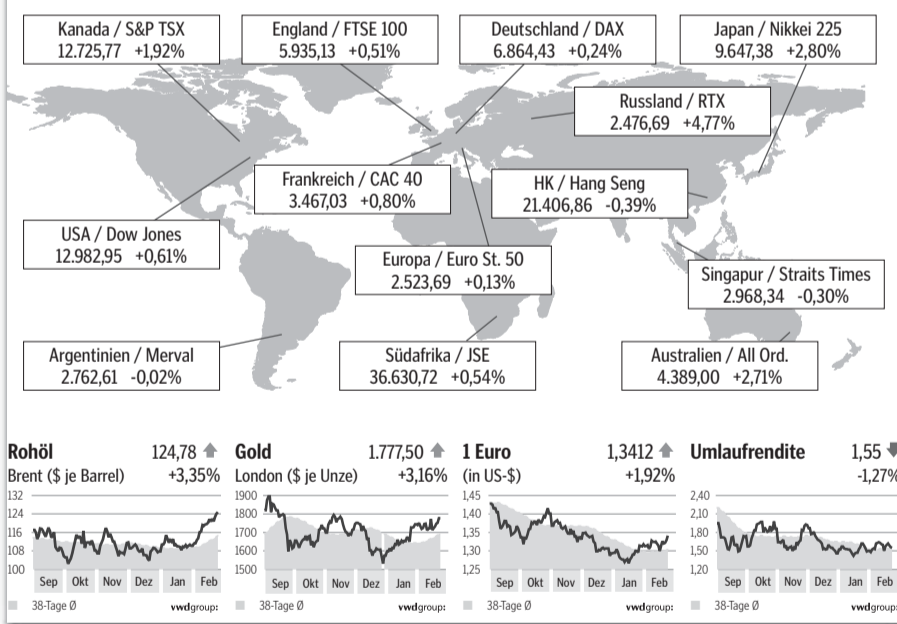 Kanada / S&P TSX
12.725,77 +1,92%
England / FTSE 100
5.935,13 +0,51%
Deutschland / DAX
6.864,43 +0,24%
Japan / Nikkei 225
9.647,38 +2,80%
Russland / RTX
2.476,69 +4,77%
Frankreich / CAC 40
3.467,03 +0,80%
HK / Hang Seng
21.406,86 -0,39%
USA / Dow Jones
12.982,95 +0,61%
Europa / Euro St. 50
2.523,69 +0,13%
Singapur / Straits Times
2.968,34 -0,30%
Argentinien / Merval
2.762,61 -0,02%
Südafrika / JSE
36.630,72 +0,54%
Australien / All Ord.
4.389,00 +2,71%
Rohöl 124,78
Brent ($ je Barrel) +3,35%
132
124
116
108
100
Sep Okt Nov Dez Jan Feb
38-Tage Ø vwdgroup:
Gold 1.777,50
London ($ je Unze) +3,16%
1900
1800
1700
1600
1500
Sep Okt Nov Dez Jan Feb
38-Tage Ø vwdgroup:
1 Euro 1,3412
(in US-$) +1,92%
1,45
1,40
1,35
1,30
1,25
Sep Okt Nov Dez Jan Feb
38-Tage Ø vwdgroup:
Umlaufrendite 1,55
-1,27%
2,40
2,10
1,80
1,50
1,20
Sep Okt Nov Dez Jan Feb
38-Tage Ø vwdgroup: